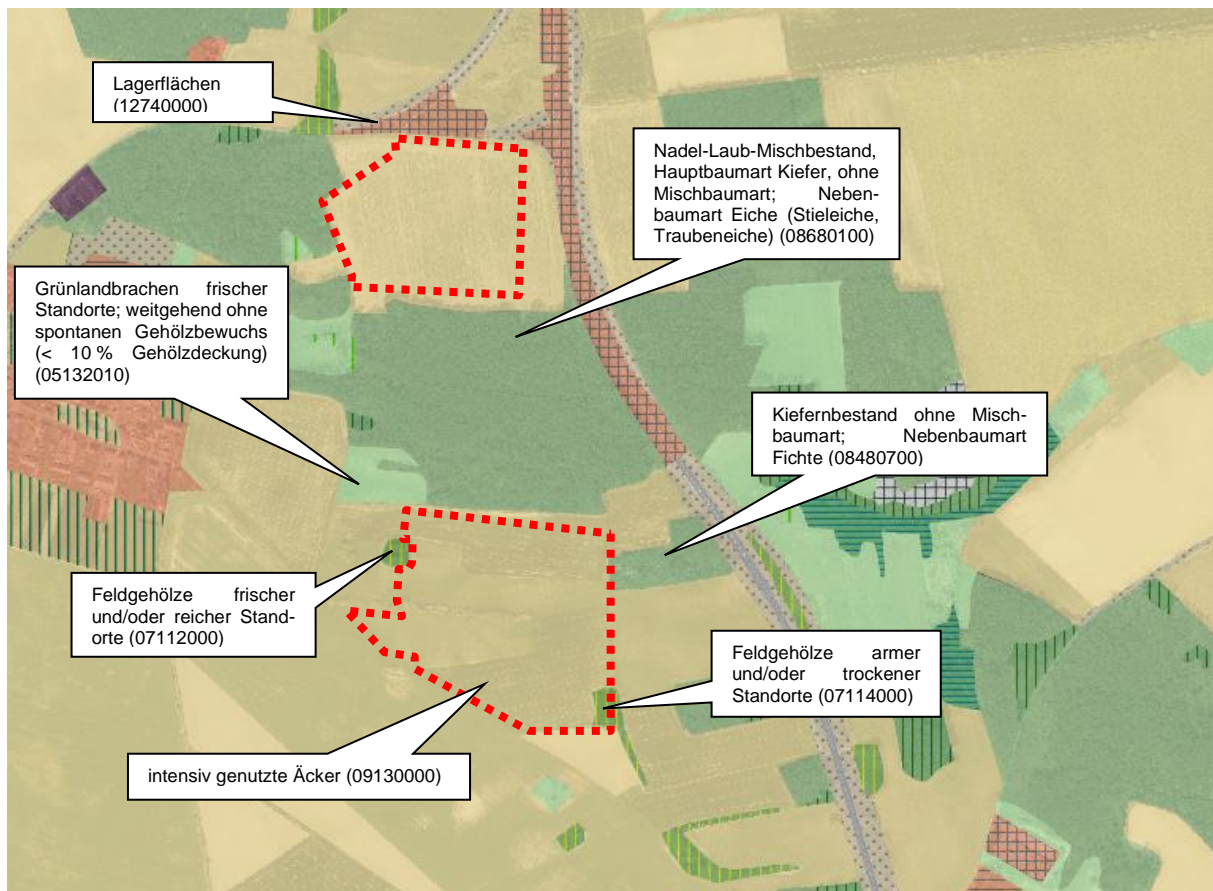 Lagerflächen
(12740000)
Nadel-Laub-Mischbestand,
Hauptbaumart Kiefer, ohne
Mischbaumart; Neben-
baumart Eiche (Stieleiche,
Traubeneiche) (08680100)
Grünlandbrachen frischer
Standorte; weitgehend ohne
spontanen Gehölzbewuchs
(< 10 % Gehölzdeckung)
(05132010)
Kiefernbestand ohne Misch-
baumart; Nebenbaumart
Fichte (08480700)
Feldgehölze frischer
und/oder reicher Stand-
orte (07112000)
Feldgehölze armer
und/oder trockener
Standorte (07114000)
intensiv genutzte Äcker (09130000)